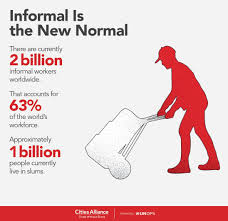 Informal Is
the New Normal
There are currently
2 billion
informal workers
worldwide.
That accounts for
63%
of the world's
workforce.
Approximately
1 billion
people currently
live in slums.
Cities Alliance
Cities Without Slums
UNOPS